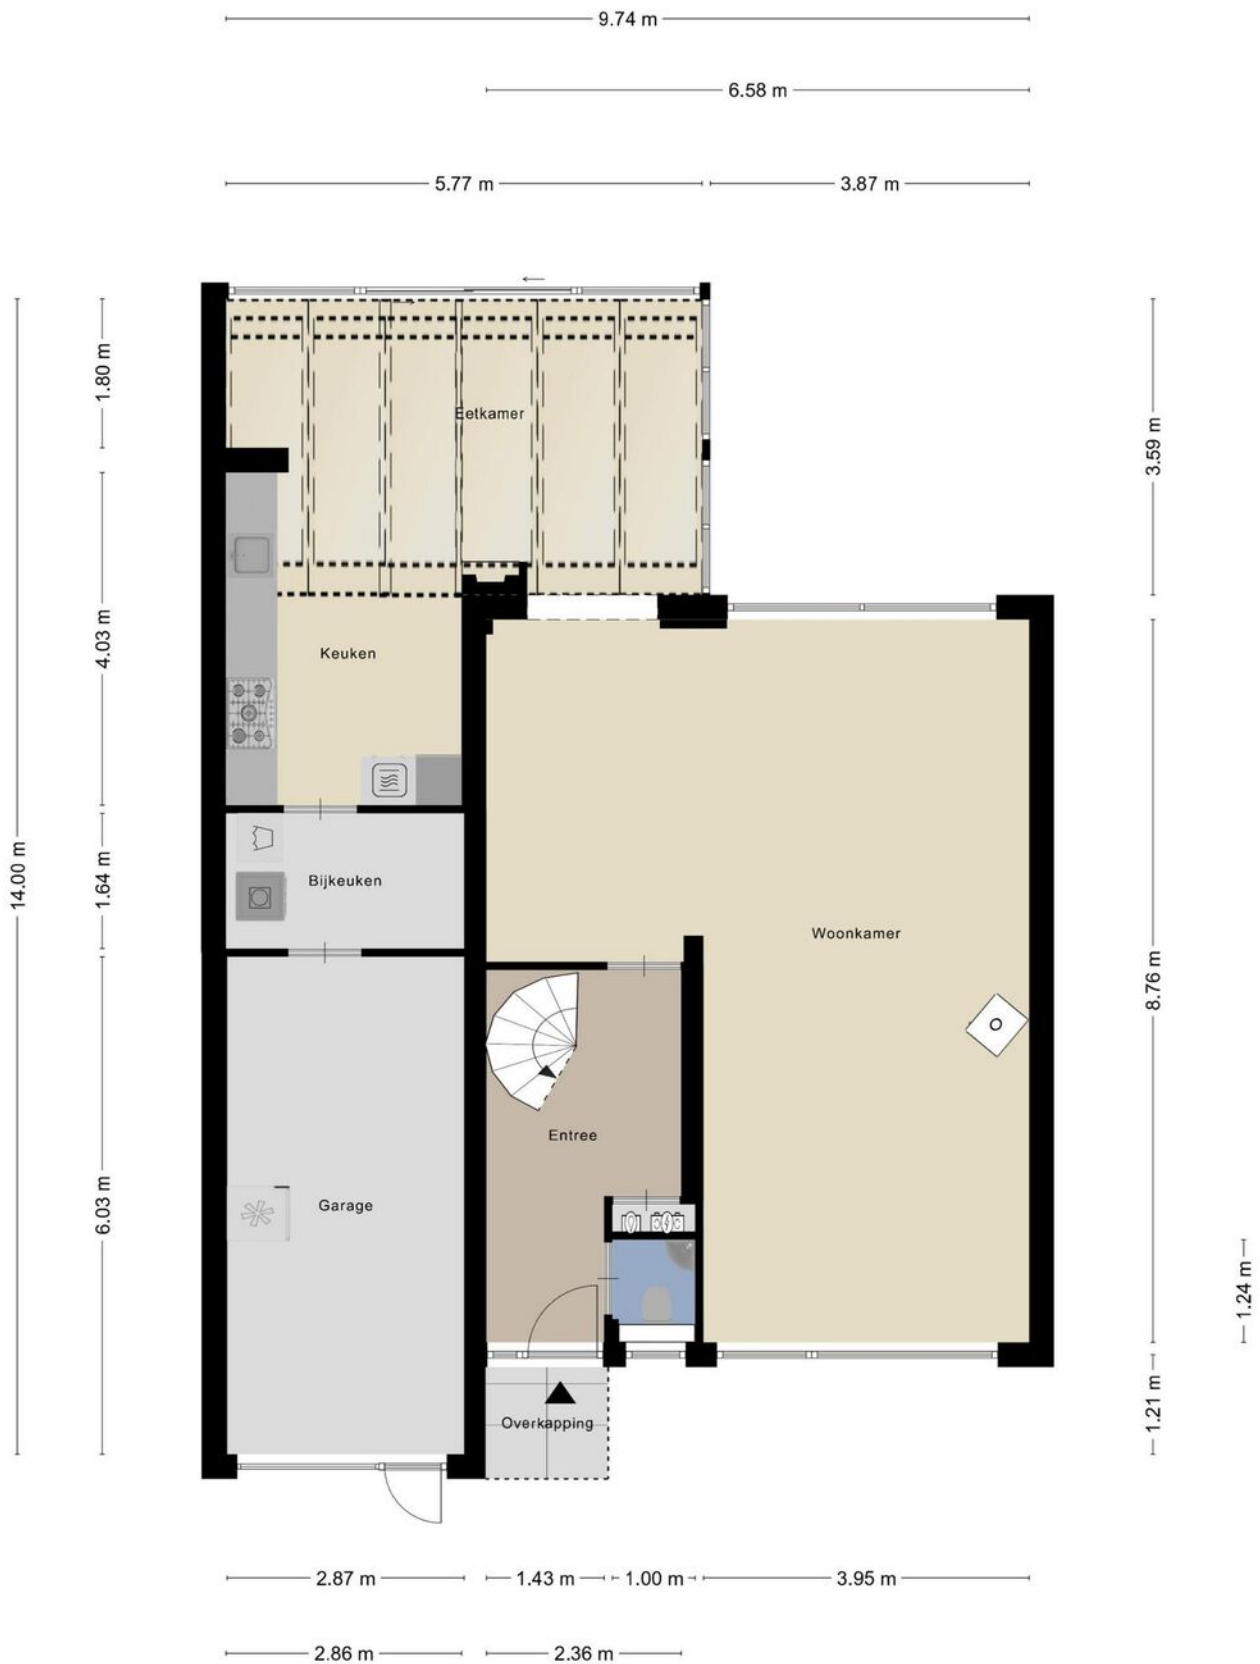 9.74 m
6.58 m
5.77 m
3.87 m
1.80 m
Eetkamer
3.59 m
4.03 m
Keuken
14.00 m
1.64 m
Bijkeuken
Woonkamer
8.76 m
Entree
6.03 m
Garage
1.24 m
1.21 m
Overkapping
2.87 m
1.43 m
1.00 m
3.95 m
2.86 m
2.36 m